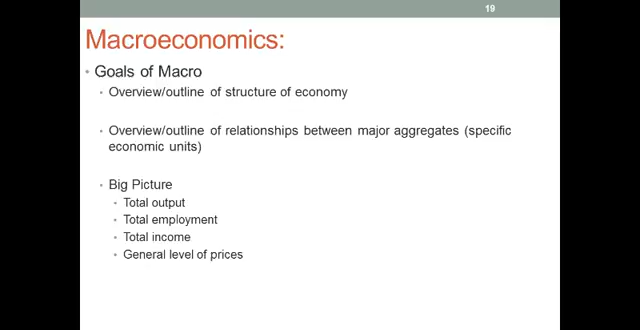 19
Macroeconomics:
• Goals of Macro
• Overview/outline of structure of economy
• Overview/outline of relationships between major aggregates (specific
economic units)
• Big Picture
• Total output
• Total employment
• Total income
• General level of prices